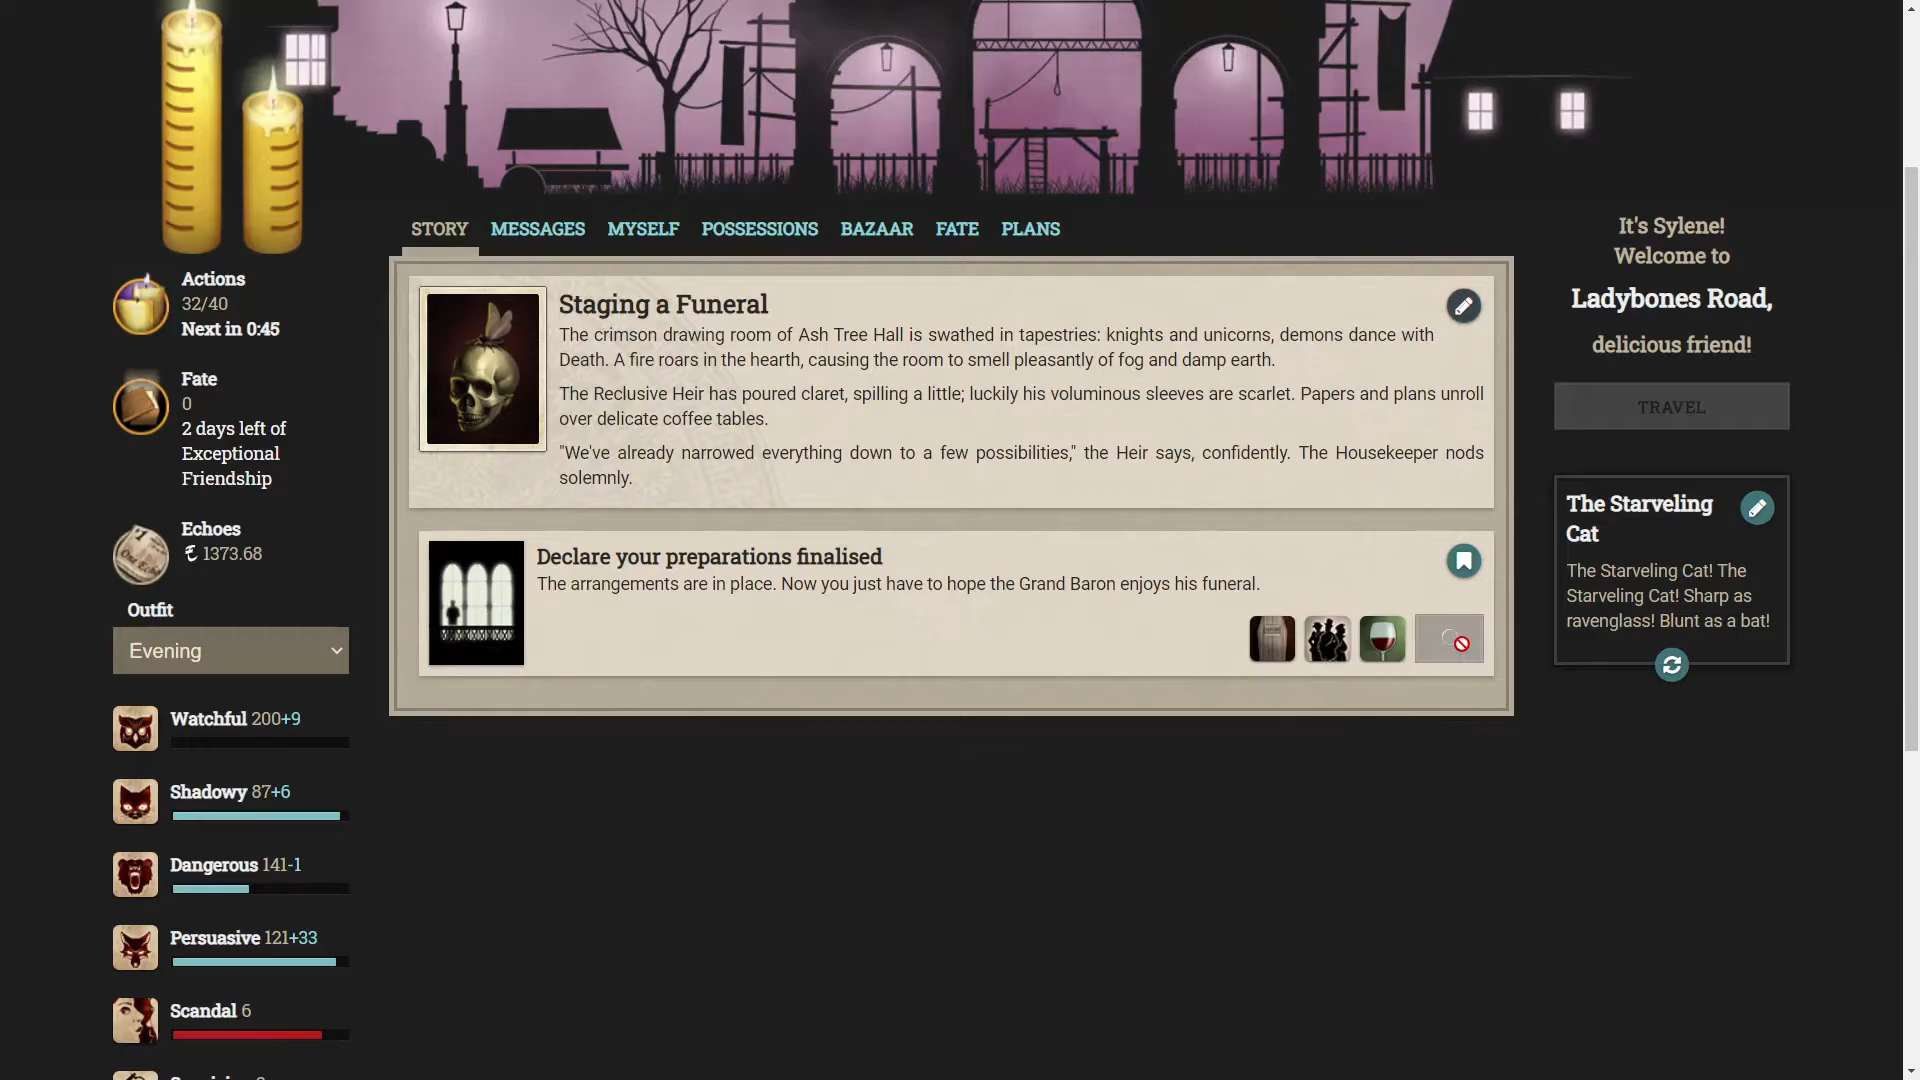 STORY MESSAGES MYSELF POSSESSIONS BAZAAR FATE PLANS
Actions
32/40
Next in 0:45
Fate
0
2 days left of
Exceptional
Friendship
Echoes
1373.68
Outfit
Evening
Watchful 200+9
Shadowy 87+6
Dangerous 141-1
Persuasive 121+33
Scandal 6
Staging a Funeral
The crimson drawing room of Ash Tree Hall is swathed in tapestries: knights and unicorns, demons dance with
Death. A fire roars in the hearth, causing the room to smell pleasantly of fog and damp earth.
The Reclusive Heir has poured claret, spilling a little; luckily his voluminous sleeves are scarlet. Papers and plans unroll
over delicate coffee tables.
"We've already narrowed everything down to a few possibilities," the Heir says, confidently. The Housekeeper nods
solemnly.
Declare your preparations finalised
The arrangements are in place. Now you just have to hope the Grand Baron enjoys his funeral.
It's Sylene!
Welcome to
Ladybones Road,
delicious friend!
TRAVEL
The Starveling
Cat
The Starveling Cat! The
Starveling Cat! Sharp as
ravenglass! Blunt as a bat!